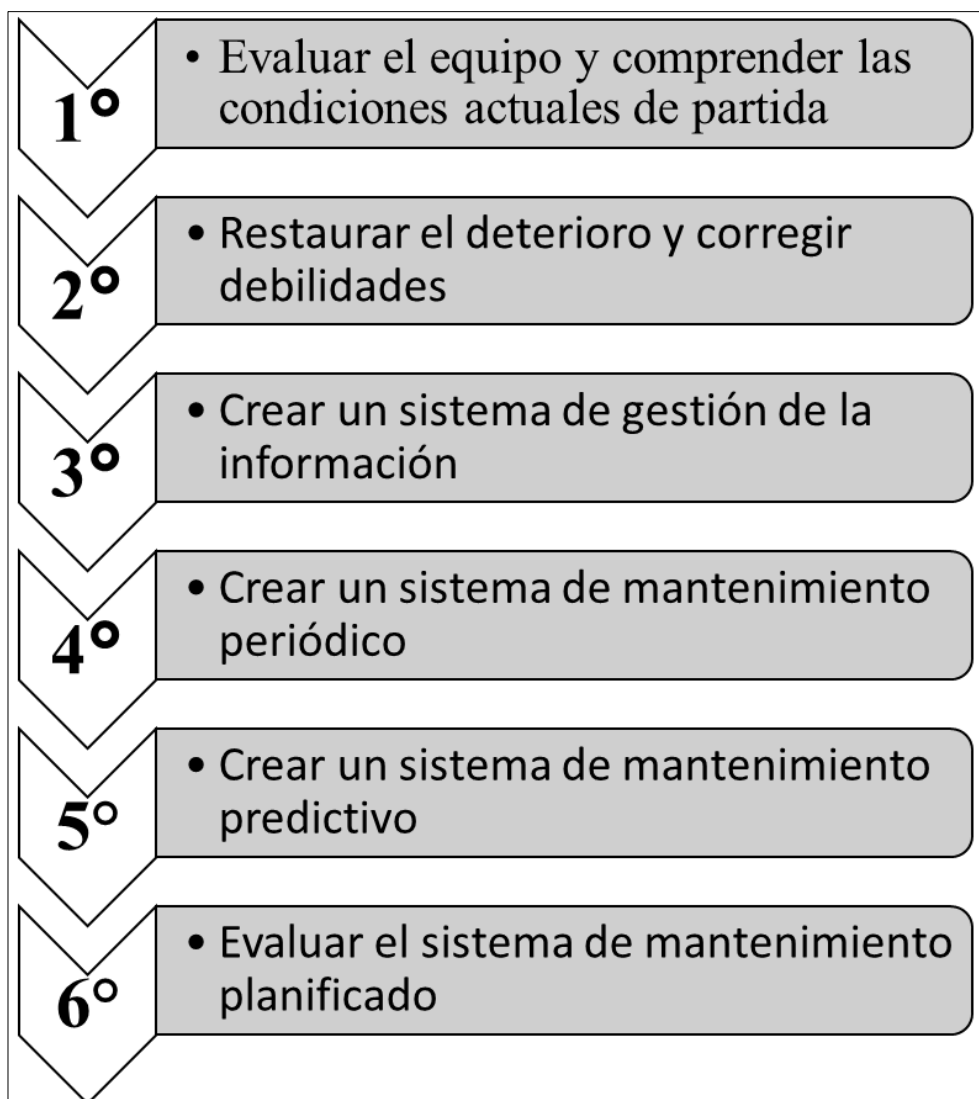 1°
• Evaluar el equipo y comprender las
condiciones actuales de partida
2°
• Restaurar el deterioro y corregir
debilidades
3°
• Crear un sistema de gestión de la
información
4°
• Crear un sistema de mantenimiento
periódico
5°
• Crear un sistema de mantenimiento
predictivo
6°
• Evaluar el sistema de mantenimiento
planificado